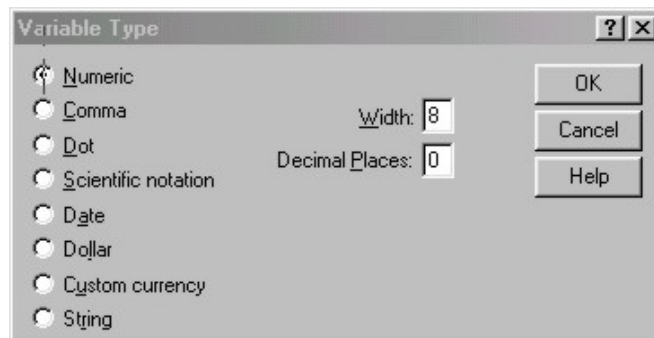 Variable Type
Numeric
Comma
Dot
Scientific notation
Date
Dollar
Custom currency
String
Width: 8
Decimal Places: 0
OK
Cancel
Help